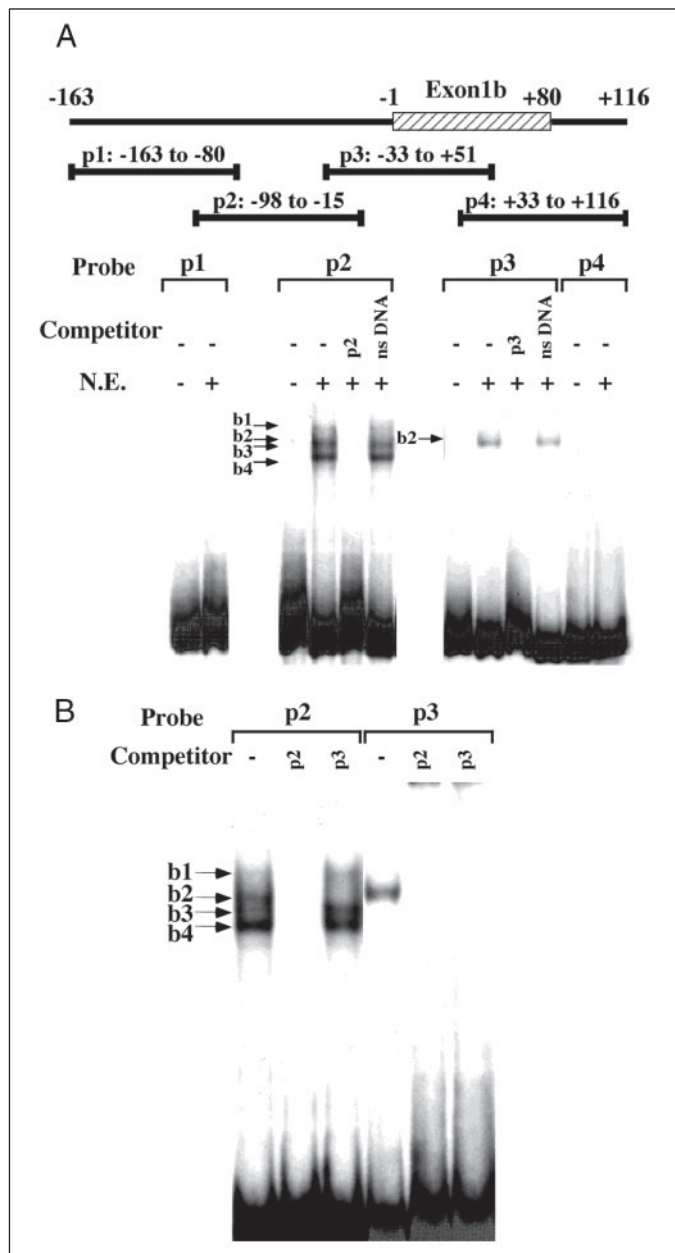 A
Exon1b
-163 -1 +80 +116
p1: -163 to -80 p3: -33 to +51
p2: -98 to -15 p4: +33 to +116
Probe p1 p2 p3 p4
Competitor - - - - p2 ns DNA - - p3 ns DNA - -
N.E. - + - + + + - + + + - +
b1
b2 b2
b3
b4
B
Probe p2 p3
Competitor - p2 p3 - p2 p3
b1
b2
b3
b4